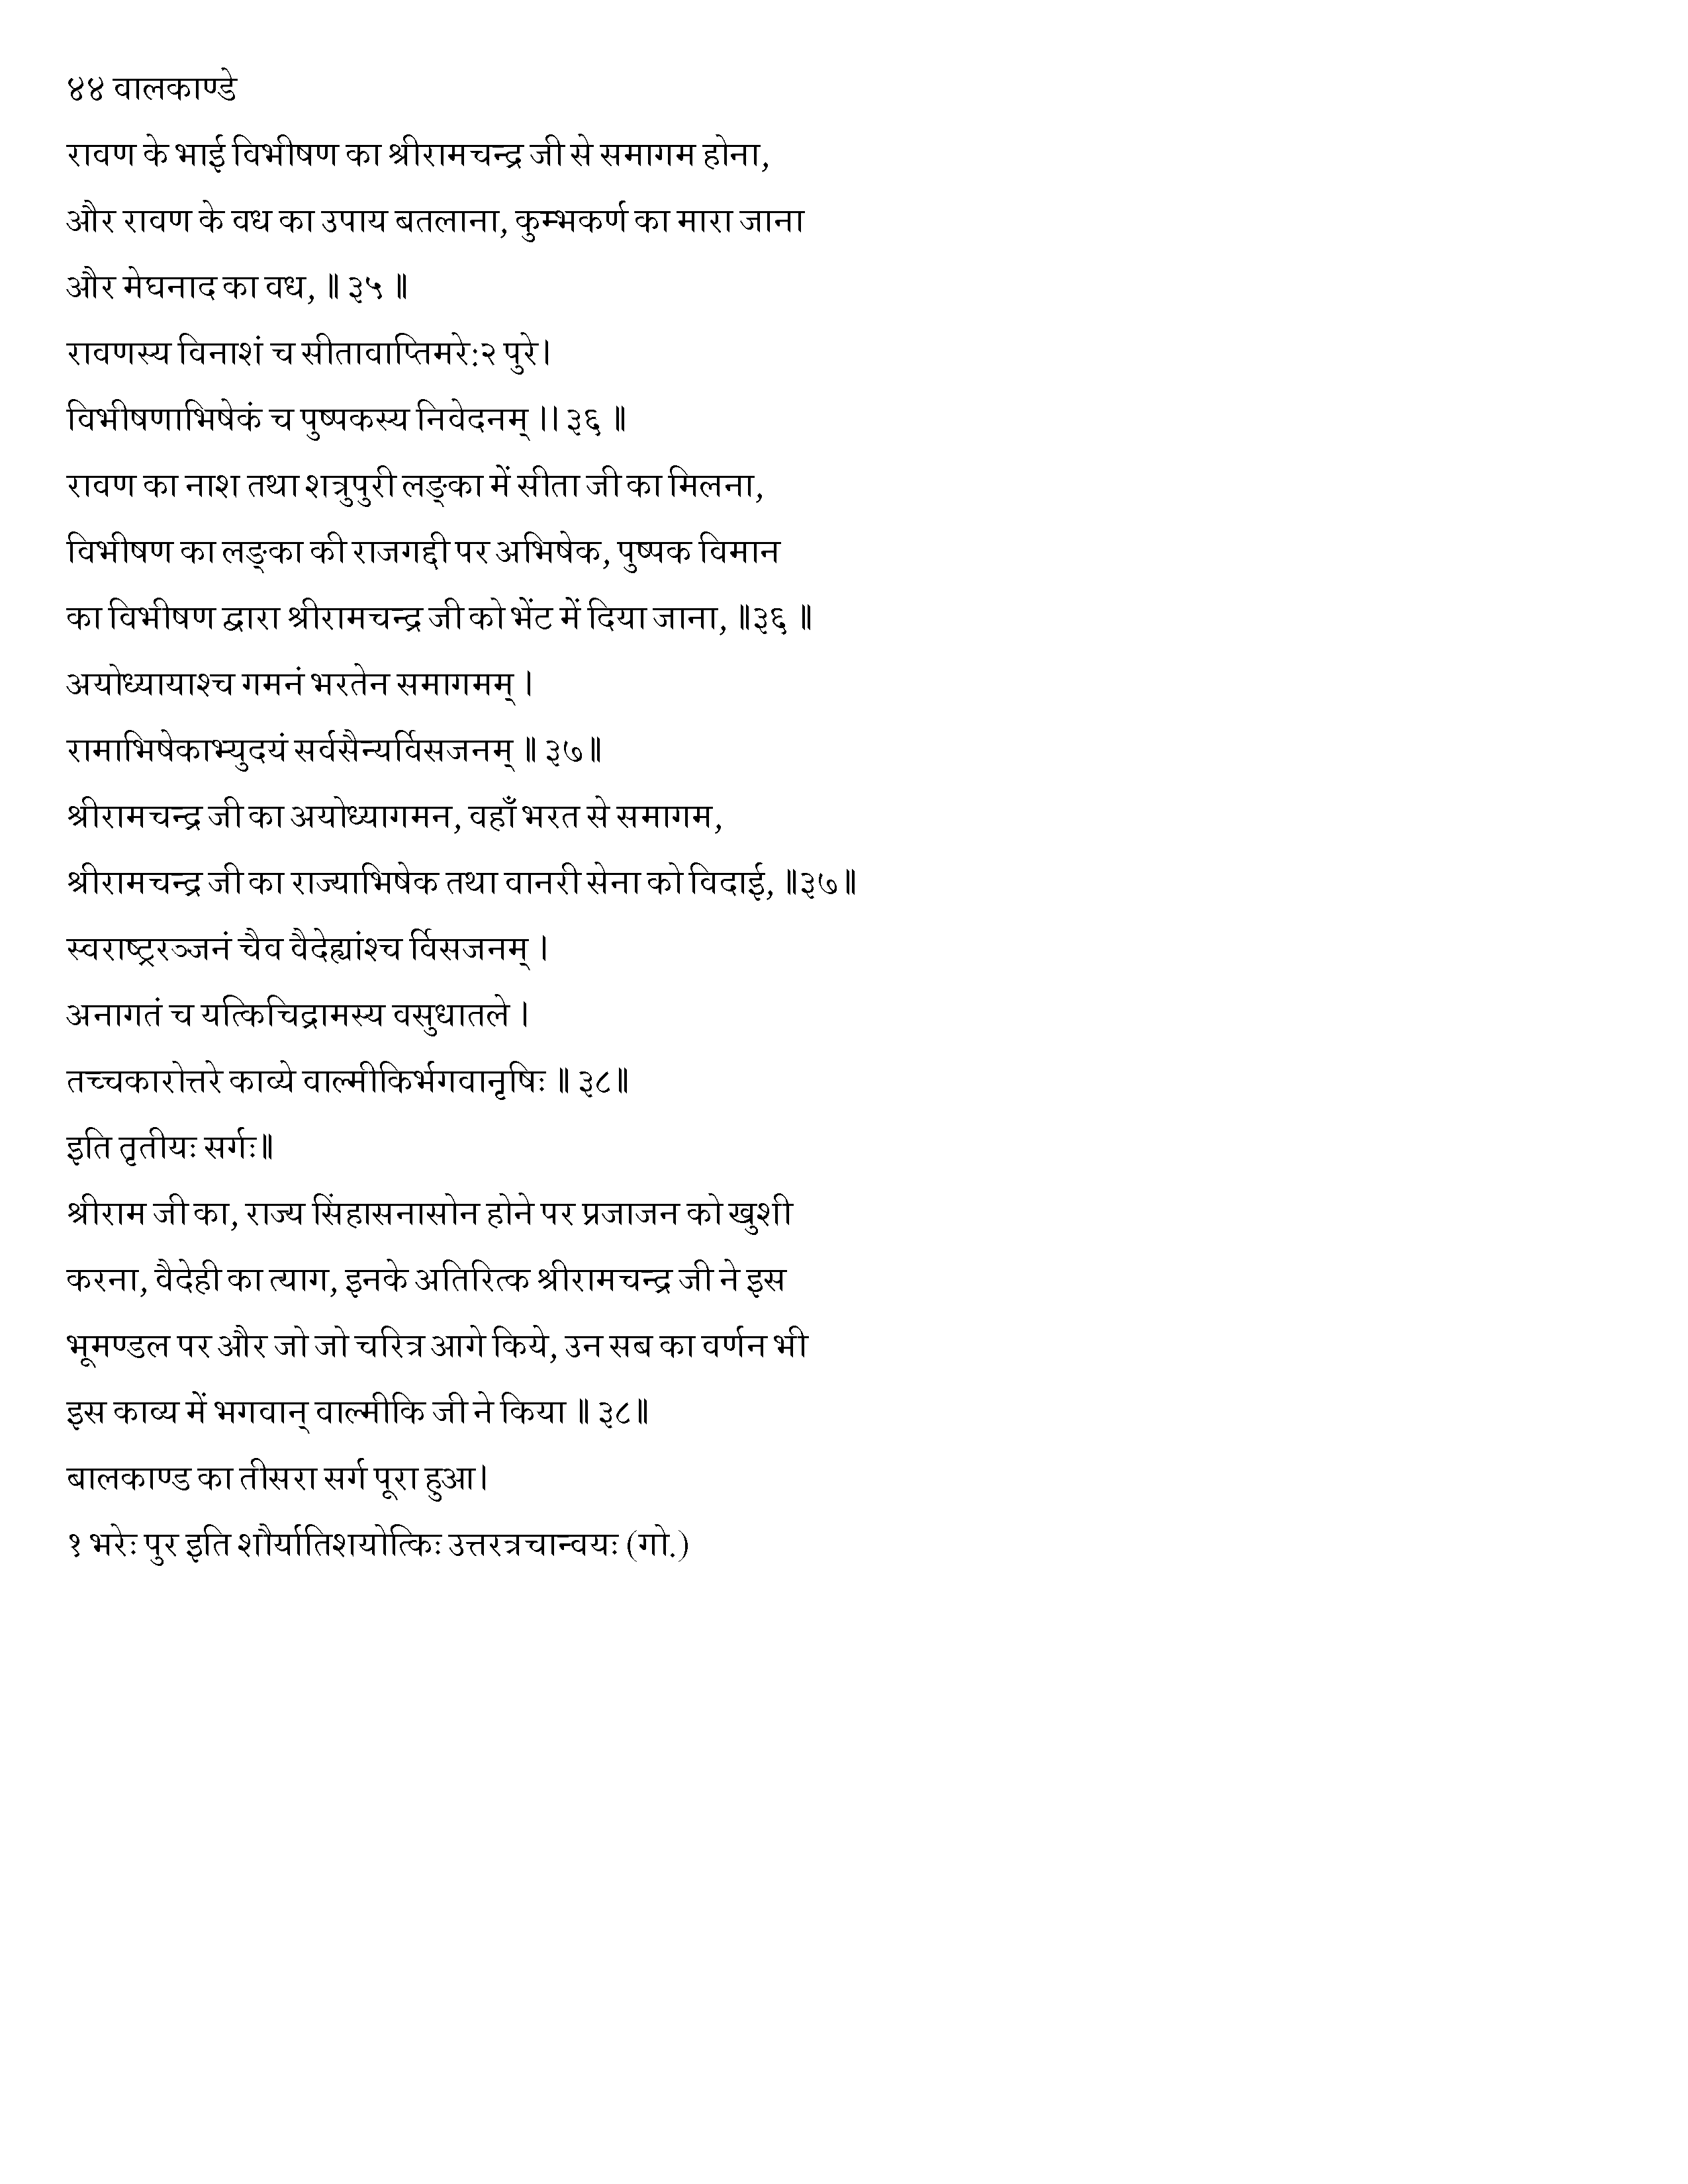 ४४ वालकाण्डे
रावण के भाई विभीषण का श्रीरामचन्द्र जी से समागम होना,
और रावण के वध का उपाय बतलाना, कुम्भकर्ण का मारा जाना
और मेघनाद का वध, ॥ ३५ ॥
रावणस्य विनाशं च सीतावाप्तिमरे:२ पुरे।
विभीषणाभिषेकं च पुष्पकस्य निवेदनम् ।। ३६ ॥
रावण का नाश तथा शत्रुपुरी लङ्का में सीता जी का मिलना,
विभीषण का लङ्का की राजगद्दी पर अभिषेक, पुष्पक विमान
का विभीषण द्वारा श्रीरामचन्द्र जी को भेंट में दिया जाना, ॥३६ ॥
अयोध्यायाश्च गमनं भरतेन समागमम् ।
रामाभिषेकाभ्युदयं सर्वसैन्यर्विसजनम् ॥ ३७॥
श्रीरामचन्द्र जी का अयोध्यागमन, वहाँ भरत से समागम,
श्रीरामचन्द्र जी का राज्याभिषेक तथा वानरी सेना को विदाई, ॥३७॥
स्वराष्ट्ररञ्जनं चैव वैदेह्यांश्च र्विसजनम् ।
अनागतं च यत्किचिद्रामस्य वसुधातले ।
तच्चकारोत्तरे काव्ये वाल्मीकिर्भगवानृषिः ॥ ३८॥
इति तृतीयः सर्गः॥
श्रीराम जी का, राज्य सिंहासनासोन होने पर प्रजाजन को खुशी
करना, वैदेही का त्याग, इनके अतिरित्क श्रीरामचन्द्र जी ने इस
भूमण्डल पर और जो जो चरित्र आगे किये, उन सब का वर्णन भी
इस काव्य में भगवान् वाल्मीकि जी ने किया ॥ ३८॥
बालकाण्ड का तीसरा सर्ग पूरा हुआ।
१ भरेः पुर इति शौर्यातिशयोत्किः उत्तरत्रचान्वयः (गो.)